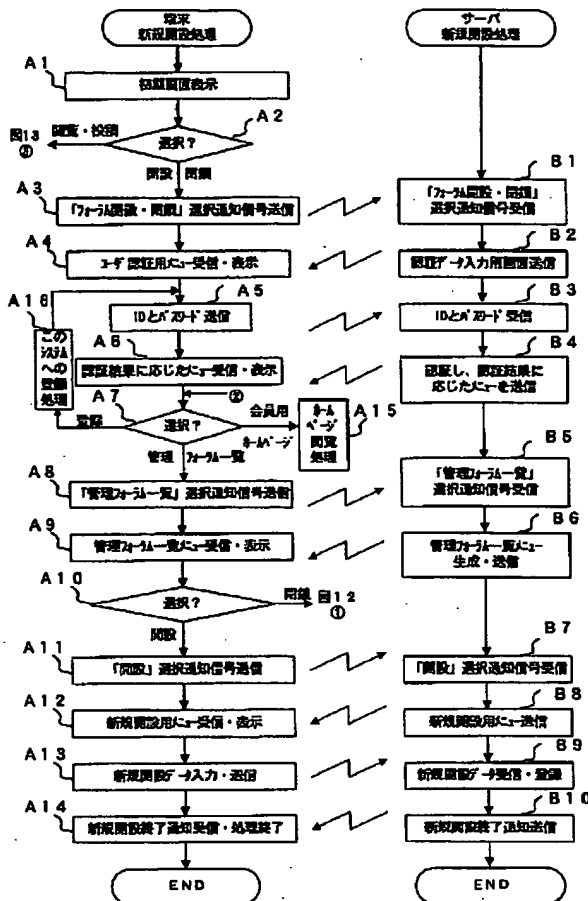 端末
新規開設処理
A1
初期画面表示
A2
選択？
図13
③
閲覧・投稿
開設 閉鎖
A3
「フォーラム開設・閉鎖」選択通知信号送信
A4
ユーザ認証用メニュー受信・表示
A5
IDとパスワード送信
A16
この
システム
への
登録
処理
A6
認証結果に応じたメニュー受信・表示
②
A7
選択？
登録
会員用
ホームページ
A15
ホーム
ページ
閲覧
処理
管理 フォーラム一覧
A8
「管理フォーラム一覧」選択通知信号送信
A9
管理フォーラム一覧メニュー受信・表示
A10
選択？
閉鎖
図12
①
開設
A11
「開設」選択通知信号送信
A12
新規開設用メニュー受信・表示
A13
新規開設データ入力・送信
A14
新規開設終了通知受信・処理終了
END
サーバ
新規開設処理
B1
「フォーラム開設・閉鎖」
選択通知信号受信
B2
認証データ入力用画面送信
B3
IDとパスワード受信
B4
認証し、認証結果に
応じたメニューを送信
B5
「管理フォーラム一覧」
選択通知信号受信
B6
管理フォーラム一覧メニュー
生成・送信
B7
「開設」選択通知信号受信
B8
新規開設用メニュー送信
B9
新規開設データ受信・登録
B10
新規開設終了通知送信
END